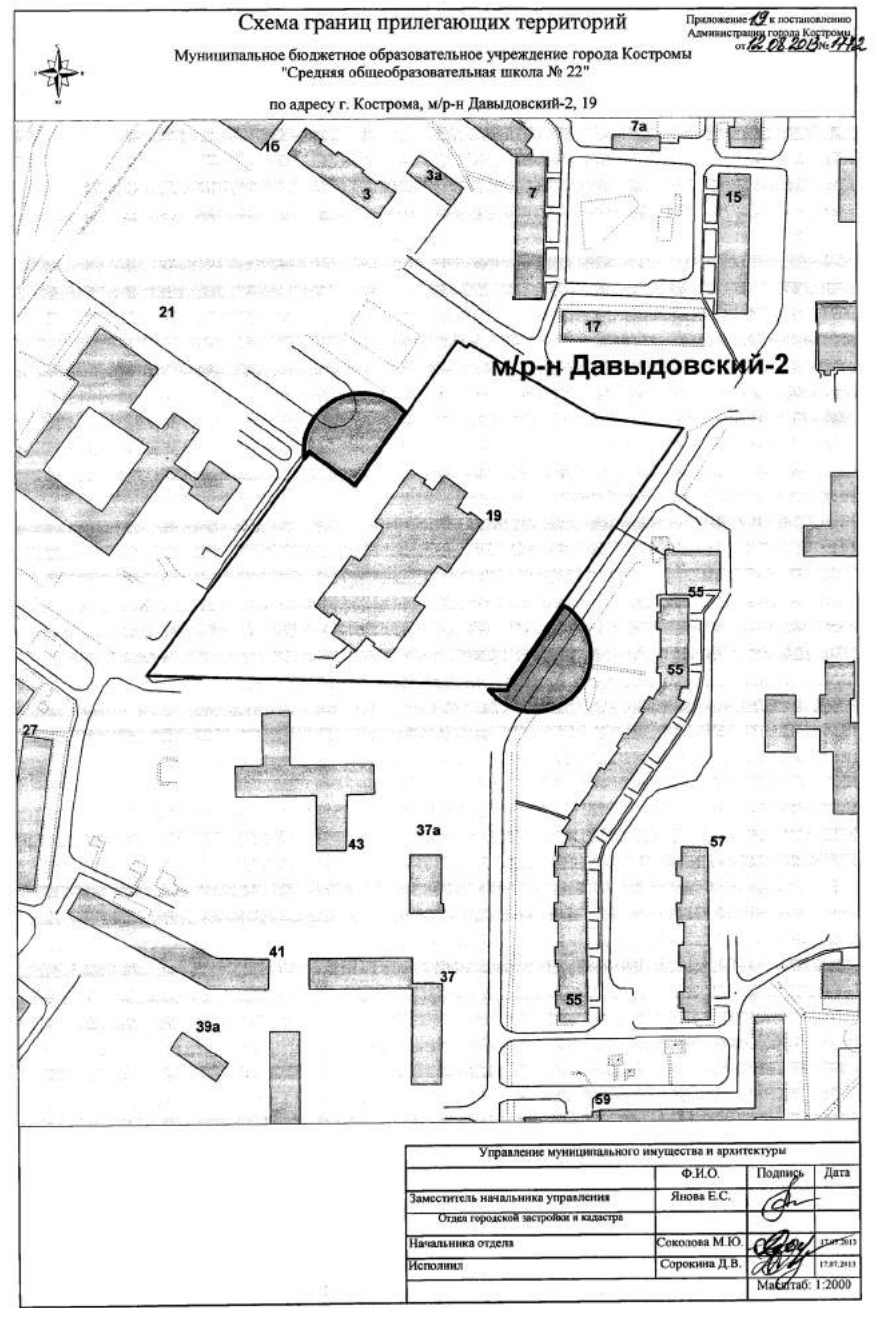 Схема границ прилегающих территорий
Приложение 19 к постановлению
Администрации города Костромы
от 12.08.2013 №
Муниципальное бюджетное образовательное учреждение города Костромы
"Средняя общеобразовательная школа № 22"
по адресу г. Кострома, м/р-н Давыдовский-2, 19
7а
16
3а
3
7
15
21
17
м/р-н Давыдовский-2
19
55
55
27
43
37а
57
41
37
55
39а
59
Управление муниципального имущества и архитектуры
Ф.И.О. Подпись Дата
Заместитель начальника управления Янова Е.С.
Отдел городской застройки и кадастра
Начальника отдела Соколова М.Ю. 17.07.2013
Исполнил Сорокина Д.В. 17.07.2013
Масштаб: 1:2000